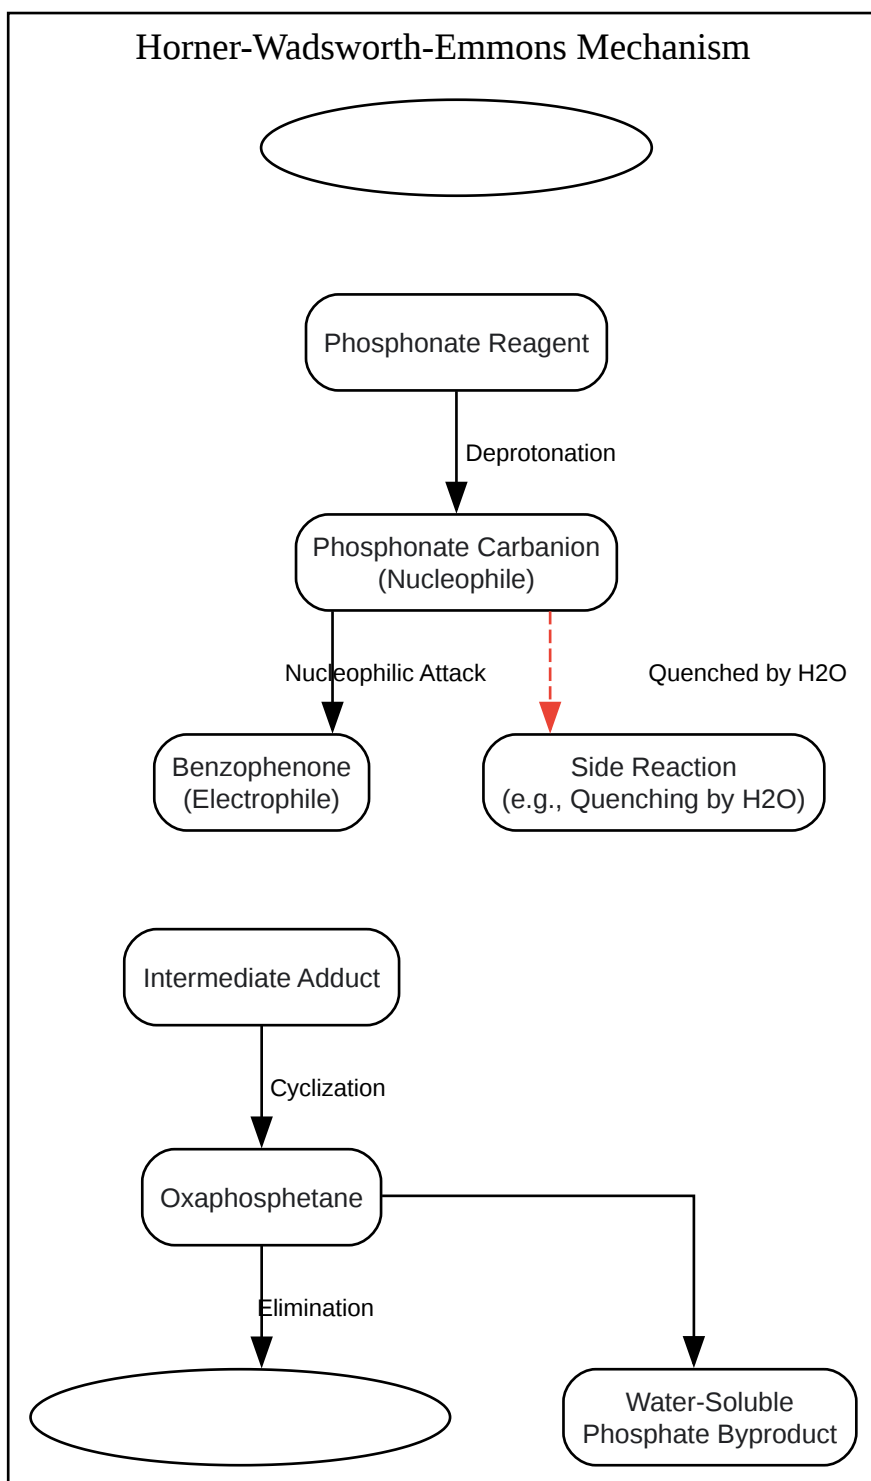 Horner-Wadsworth-Emmons Mechanism
Phosphonate Reagent
Deprotonation
Phosphonate Carbanion
(Nucleophile)
Nucleophilic Attack
Quenched by H2O
Benzophenone
(Electrophile)
Side Reaction
(e.g., Quenching by H2O)
Intermediate Adduct
Cyclization
Oxaphosphetane
Elimination
Water-Soluble
Phosphate Byproduct